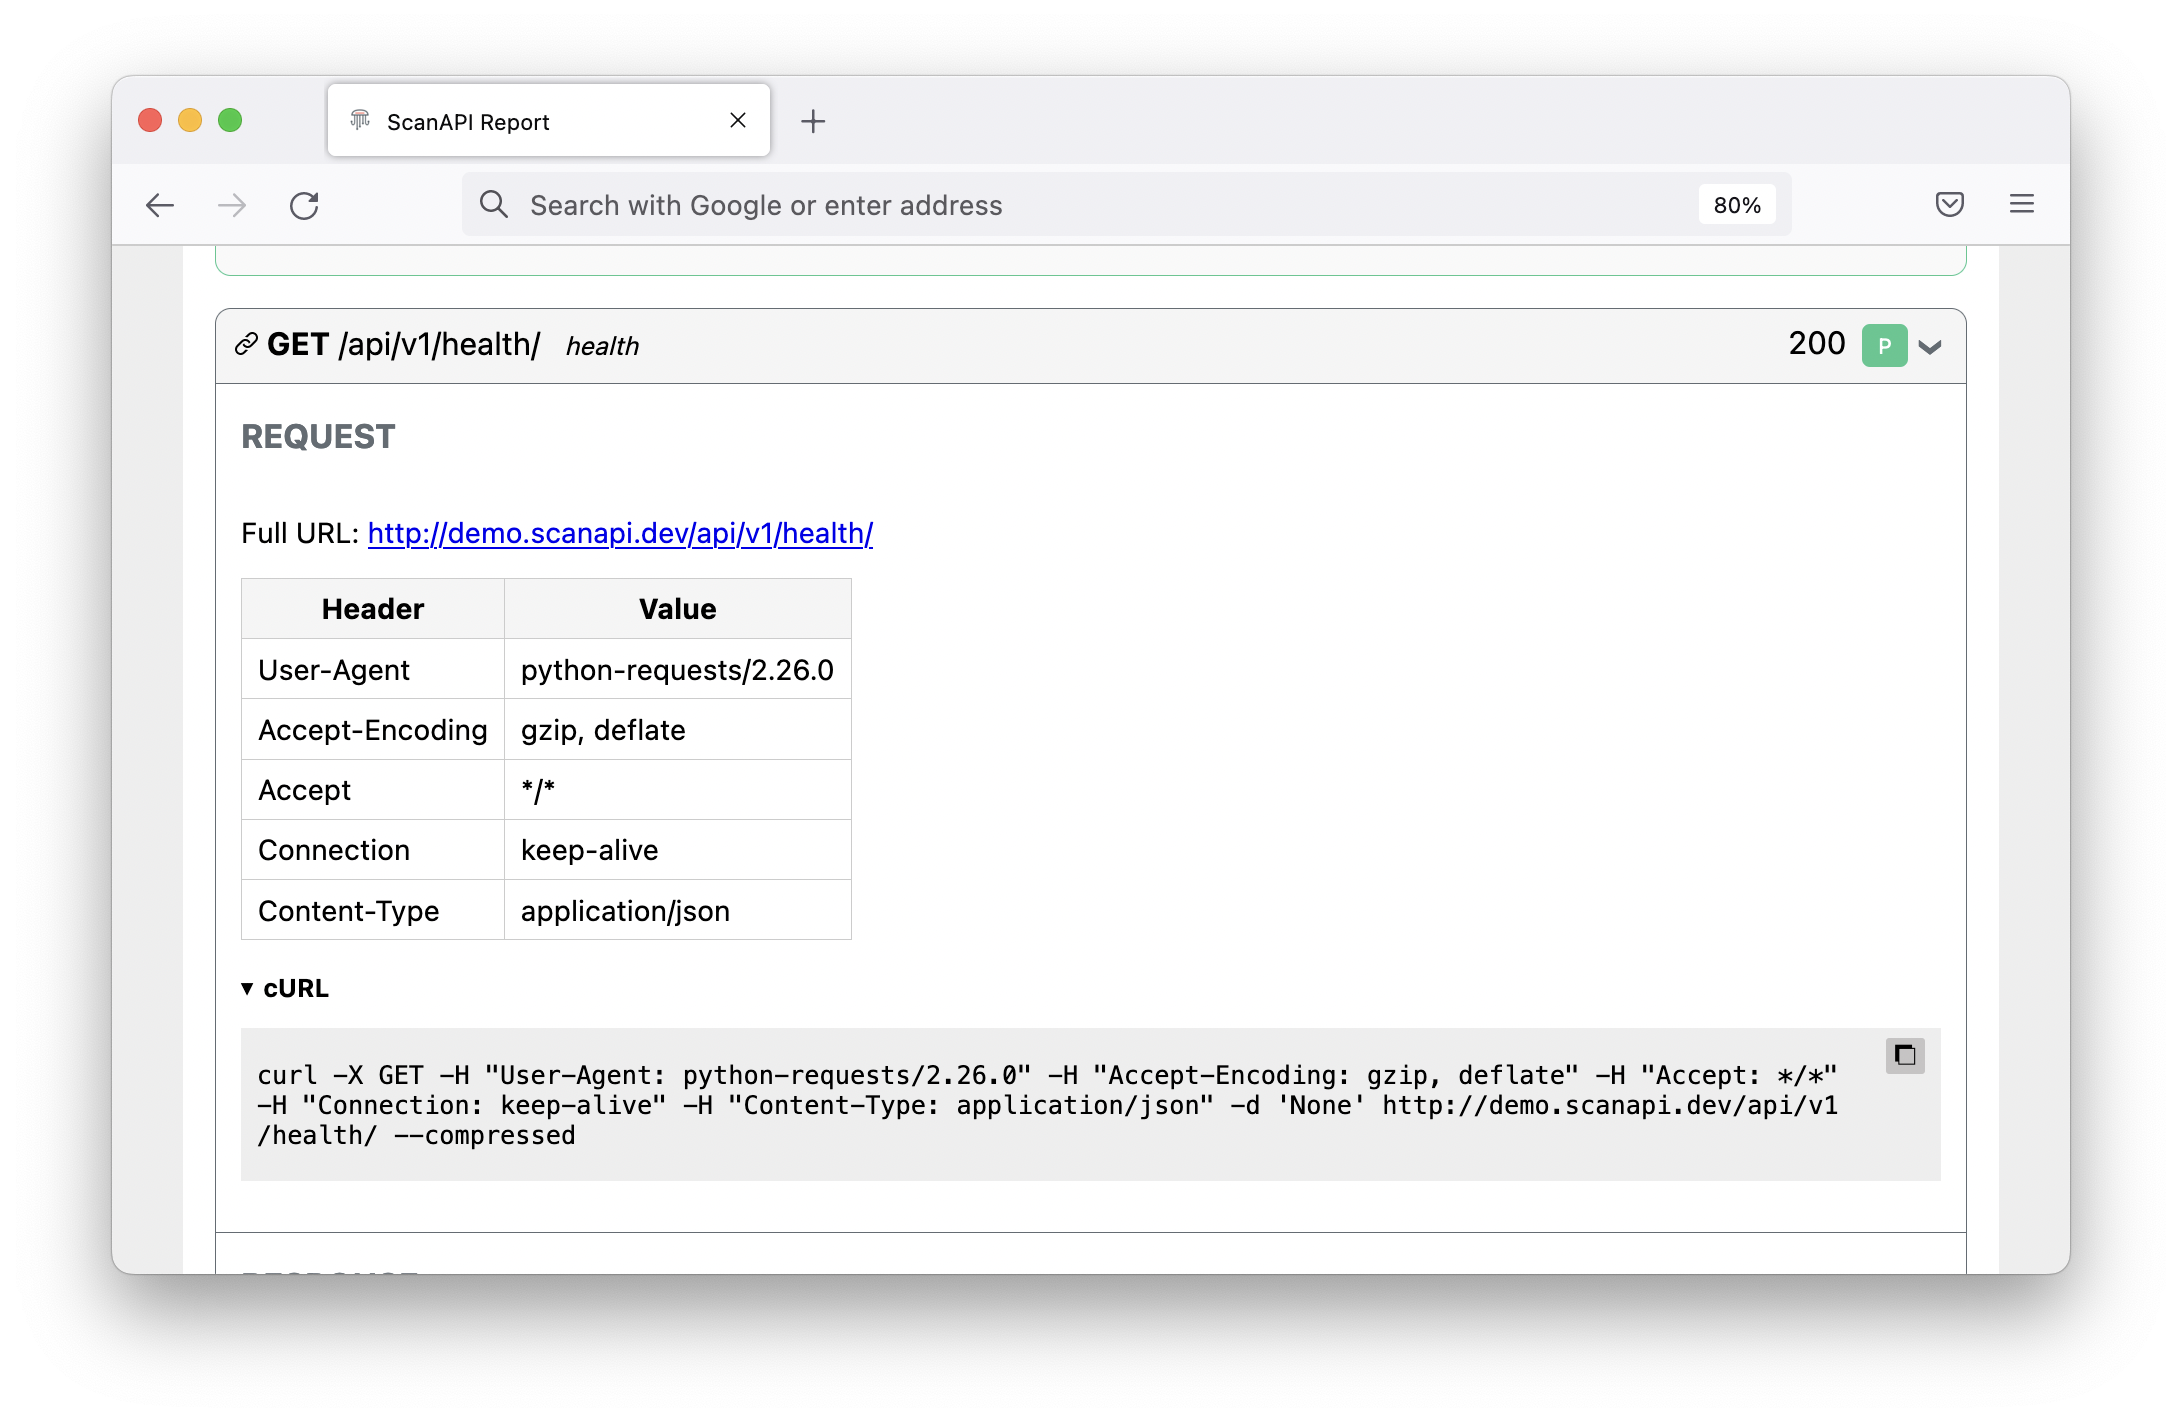 ScanAPI Report
Search with Google or enter address
80%
GET /api/v1/health/ health
200 P
REQUEST
Full URL: http://demo.scanapi.dev/api/v1/health/
Header Value
User-Agent python-requests/2.26.0
Accept-Encoding gzip, deflate
Accept */*
Connection keep-alive
Content-Type application/json
cURL
curl -X GET -H "User-Agent: python-requests/2.26.0" -H "Accept-Encoding: gzip, deflate" -H "Accept: */*"
-H "Connection: keep-alive" -H "Content-Type: application/json" -d 'None' http://demo.scanapi.dev/api/v1
/health/ --compressed